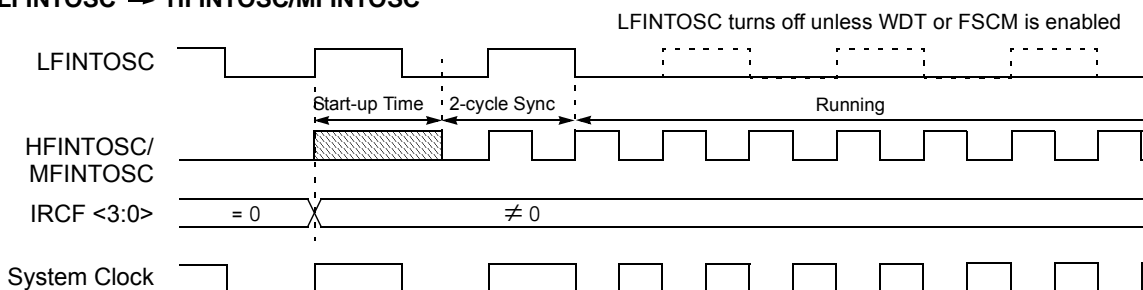 LFINTOSC → HFINTOSC/MFINTOSC
LFINTOSC turns off unless WDT or FSCM is enabled
LFINTOSC
Start-up Time 2-cycle Sync Running
HFINTOSC/
MFINTOSC
IRCF <3:0> = 0 ≠ 0
System Clock